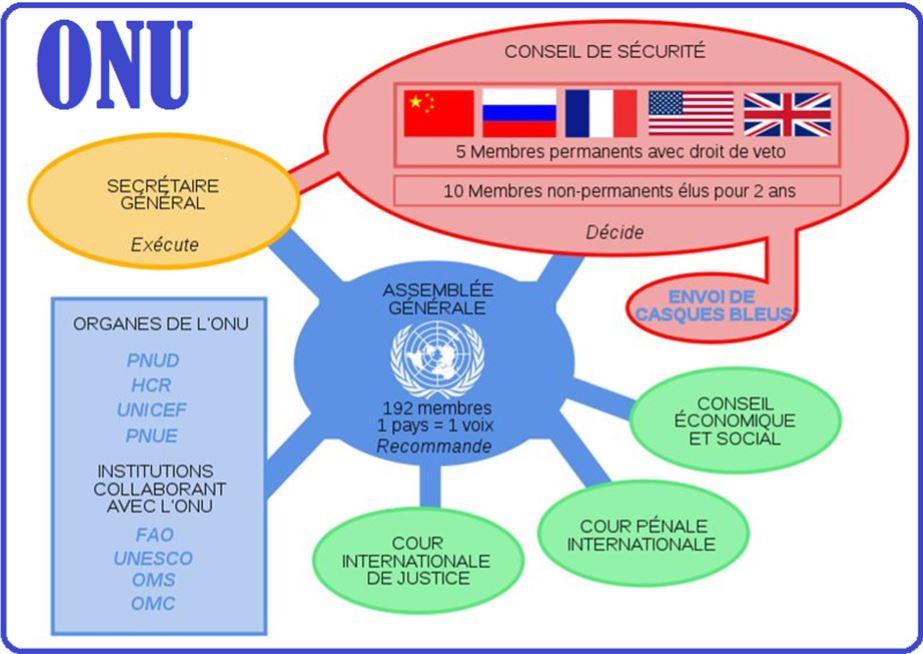 ONU
CONSEIL DE SÉCURITÉ
5 Membres permanents avec droit de veto
10 Membres non-permanents élus pour 2 ans
Décide
ENVOI DE
CASQUES BLEUS
SECRÉTAIRE
GÉNÉRAL
Exécute
ASSEMBLÉE
GÉNÉRALE
192 membres
1 pays = 1 voix
Recommande
ORGANES DE L'ONU
PNUD
HCR
UNICEF
PNUE
INSTITUTIONS
COLLABORANT
AVEC L'ONU
FAO
UNESCO
OMS
OMC
CONSEIL
ÉCONOMIQUE
ET SOCIAL
COUR PÉNALE
INTERNATIONALE
COUR
INTERNATIONALE
DE JUSTICE